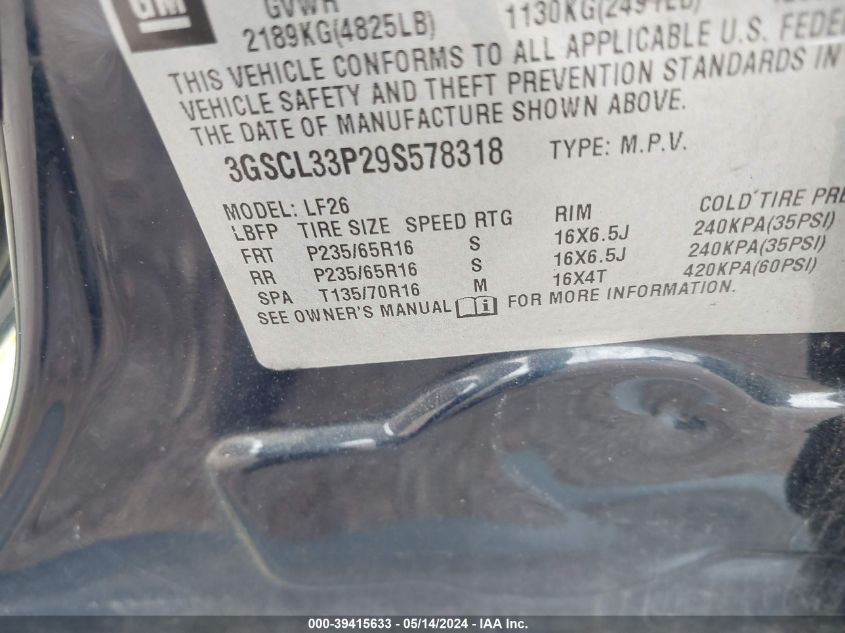 GM
GVWR
2189KG(4825LB)
THIS VEHICLE CONFORMS TO ALL APPLICABLE U.S.
VEHICLE SAFETY AND THEFT PREVENTION STANDARDS IN
THE DATE OF MANUFACTURE SHOWN ABOVE.
3GSCL33P29S578318 TYPE: M.P.V.
MODEL: LF26
LBFP TIRE SIZE SPEED RTG RIM COLD TIRE
FRT P235/65R16 S 16X6.5J 240KPA(35PSI)
RR P235/65R16 S 16X6.5J 240KPA(35PSI)
SPA T135/70R16 M 16X4T 420KPA(60PSI)
SEE OWNER'S MANUAL FOR MORE INFORMATION.
000-39415633 - 05/14/2024 - IAA Inc.